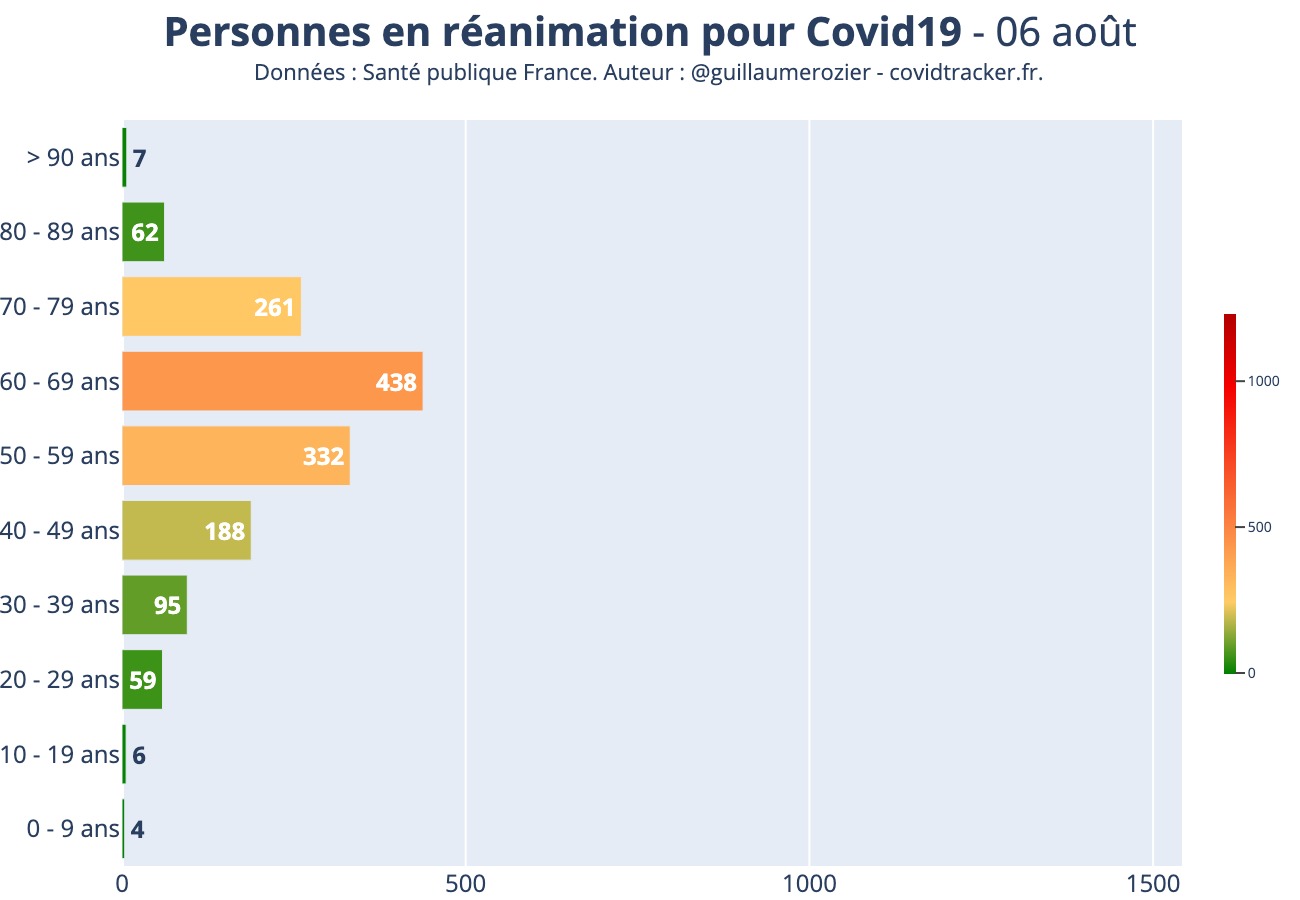 Personnes en réanimation pour Covid19 - 06 août
Données : Santé publique France. Auteur : @guillaumerozier - covidtracker.fr.
> 90 ans 7
80 - 89 ans 62
70 - 79 ans 261
60 - 69 ans 438
50 - 59 ans 332
40 - 49 ans 188
30 - 39 ans 95
20 - 29 ans 59
10 - 19 ans 6
0 - 9 ans 4
0 500 1000 1500
1000
500
0